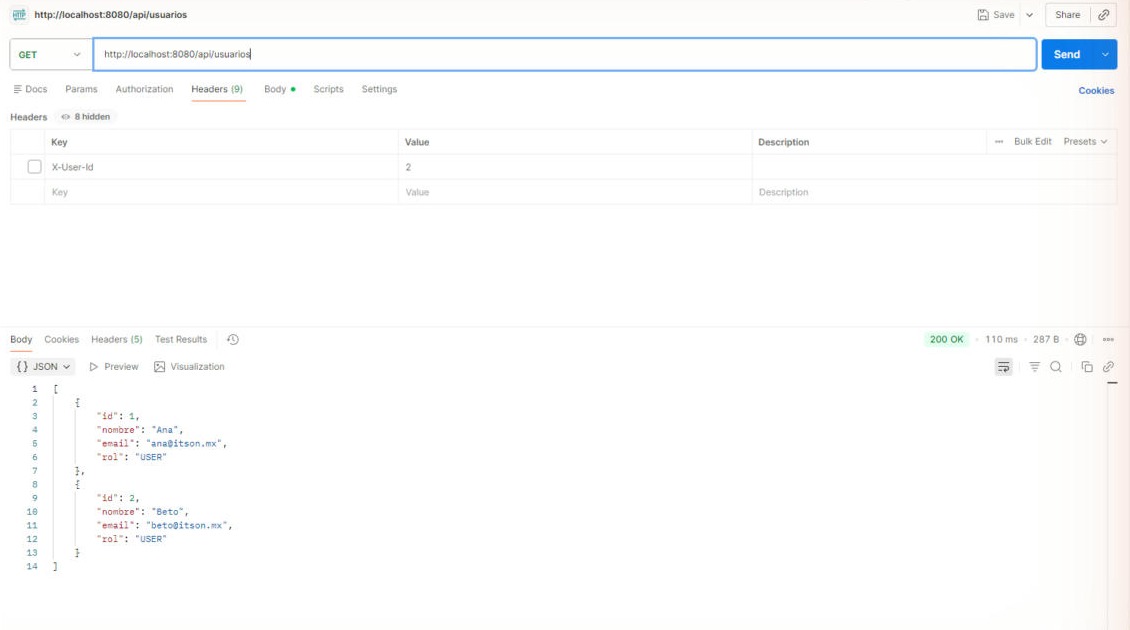 HTTP http://localhost:8080/api/usuarios Save Share
GET http://localhost:8080/api/usuarios Send
Docs Params Authorization Headers (9) Body Scripts Settings Cookies
Headers 8 hidden
Key Value Description Bulk Edit Presets
X-User-Id 2
Key Value Description
Body Cookies Headers (5) Test Results 200 OK 110 ms 287 B
{} JSON Preview Visualization
1 [
2 {
3 "id": 1,
4 "nombre": "Ana",
5 "email": "ana@itson.mx",
6 "rol": "USER"
7 },
8 {
9 "id": 2,
10 "nombre": "Beto",
11 "email": "beto@itson.mx",
12 "rol": "USER"
13 }
14 ]